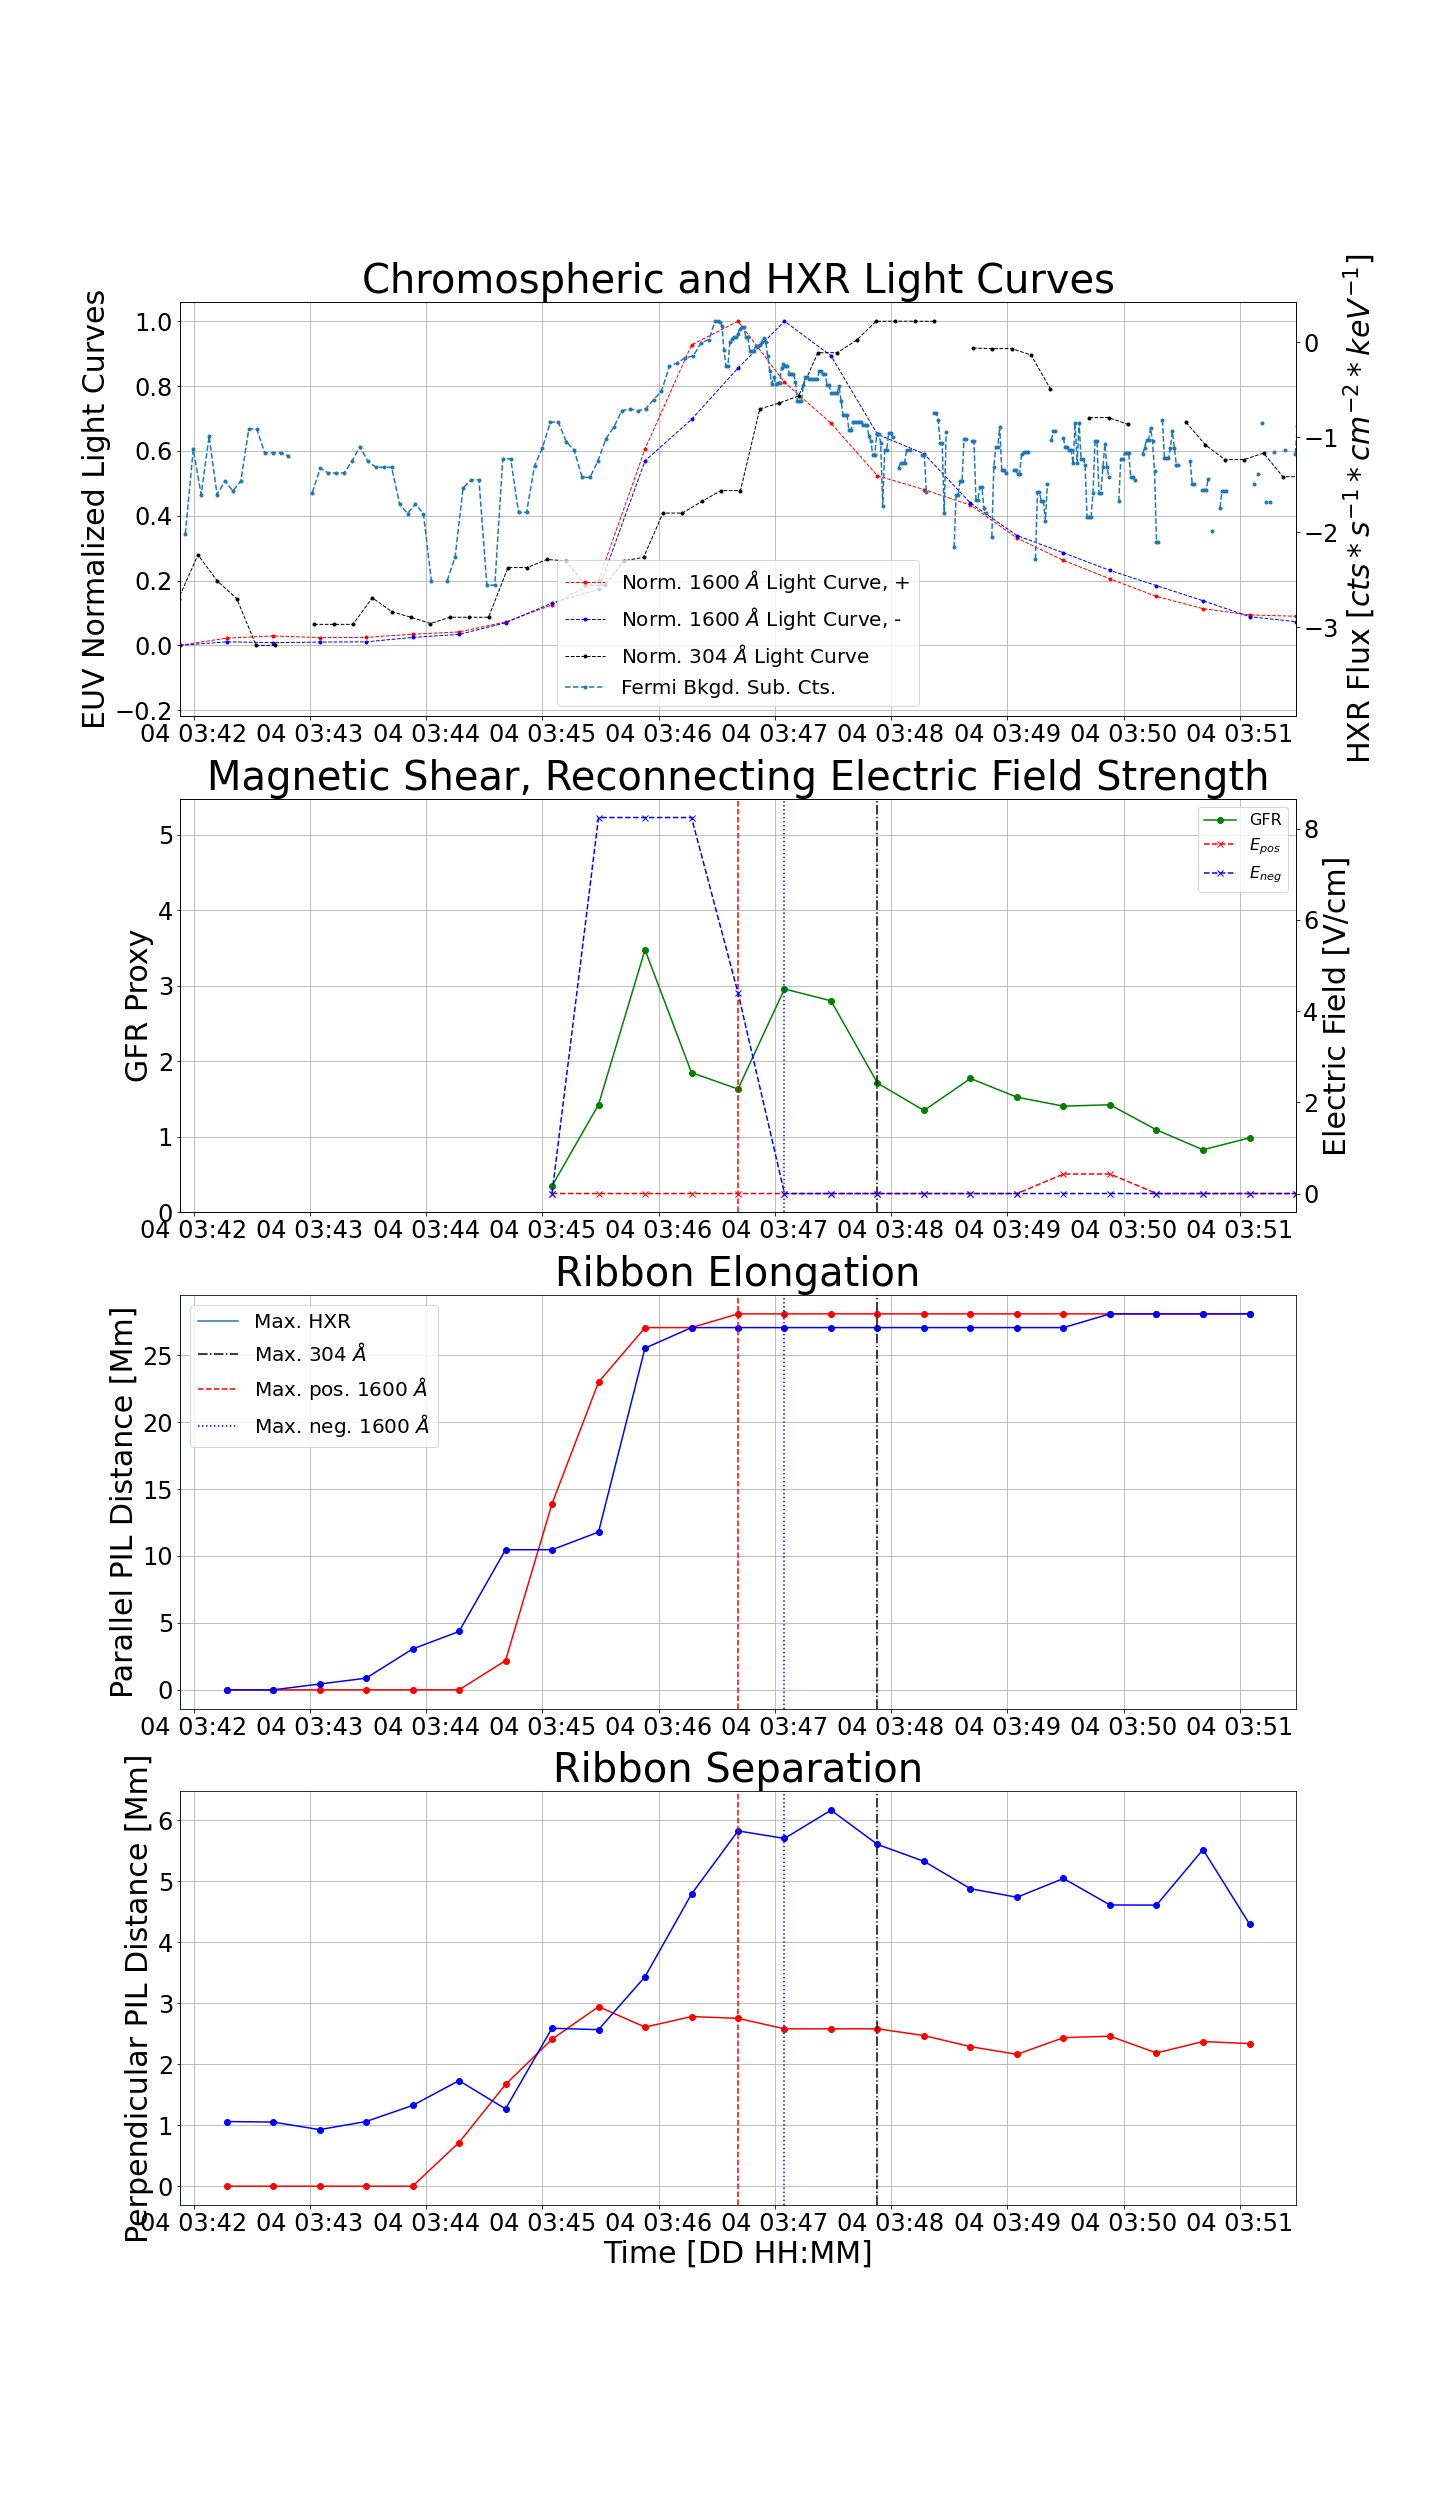 Chromospheric and HXR Light Curves
EUV Normalized Light Curves
1.0
0.8
0.6
0.4
0.2
0.0
−0.2
0
−1
−2
−3
HXR Flux [cts * s⁻¹ * cm⁻² * keV⁻¹]
Norm. 1600 Å Light Curve, +
Norm. 1600 Å Light Curve, -
Norm. 304 Å Light Curve
Fermi Bkgd. Sub. Cts.
04 03:42 04 03:43 04 03:44 04 03:45 04 03:46 04 03:47 04 03:48 04 03:49 04 03:50 04 03:51
Magnetic Shear, Reconnecting Electric Field Strength
GFR Proxy
5
4
3
2
1
0
8
6
4
2
0
Electric Field [V/cm]
GFR
E_pos
E_neg
04 03:42 04 03:43 04 03:44 04 03:45 04 03:46 04 03:47 04 03:48 04 03:49 04 03:50 04 03:51
Ribbon Elongation
Parallel PIL Distance [Mm]
25
20
15
10
5
0
Max. HXR
Max. 304 Å
Max. pos. 1600 Å
Max. neg. 1600 Å
04 03:42 04 03:43 04 03:44 04 03:45 04 03:46 04 03:47 04 03:48 04 03:49 04 03:50 04 03:51
Ribbon Separation
Perpendicular PIL Distance [Mm]
6
5
4
3
2
1
0
04 03:42 04 03:43 04 03:44 04 03:45 04 03:46 04 03:47 04 03:48 04 03:49 04 03:50 04 03:51
Time [DD HH:MM]